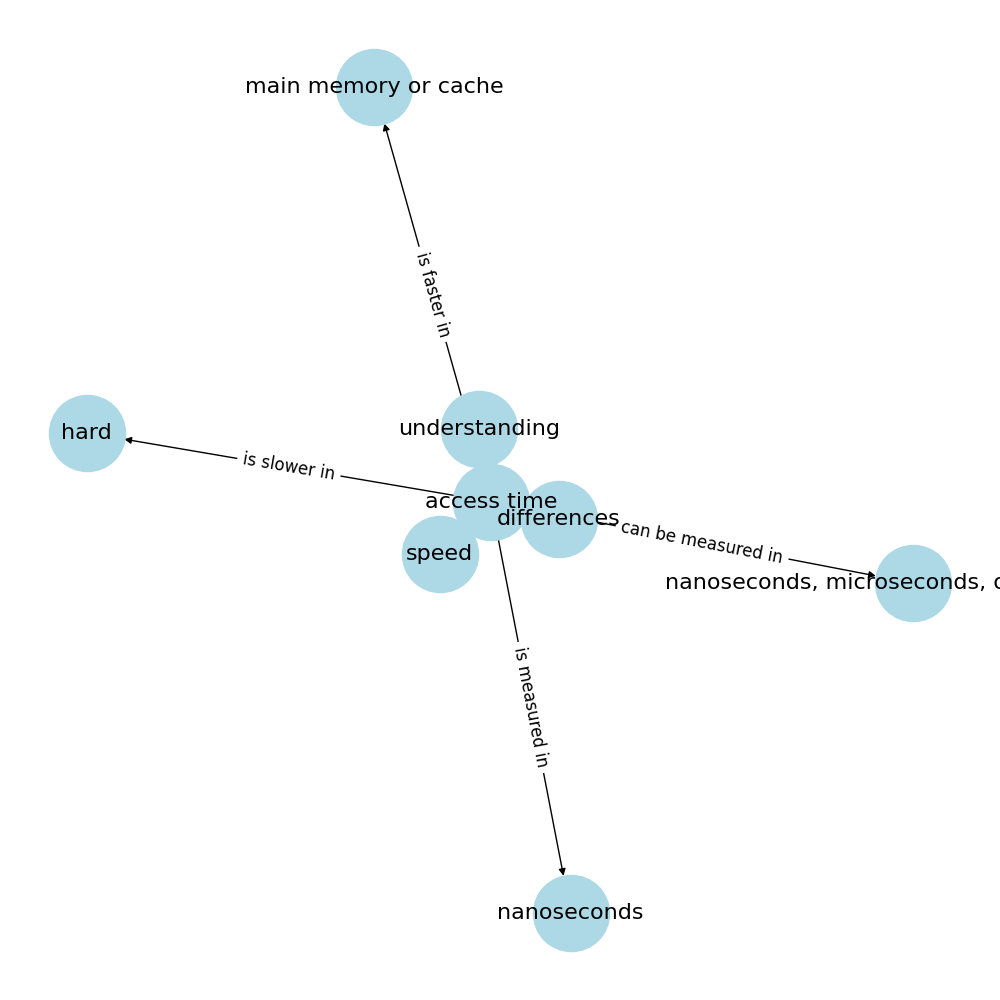 main memory or cache
is faster in
understanding
hard
is slower in
access time
differences
can be measured in
speed
nanoseconds, microseconds,
is measured in
nanoseconds